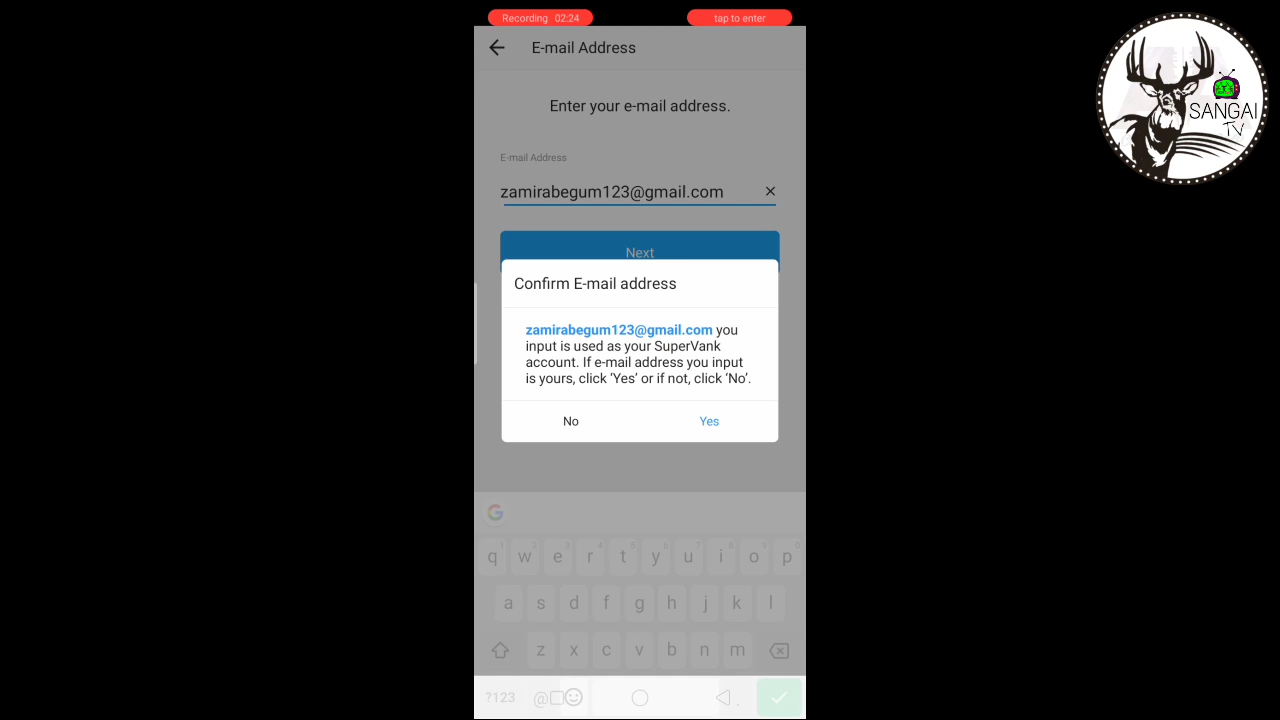 Recording 02:24
tap to enter
E-mail Address
Enter your e-mail address.
E-mail Address
zamirabegum123@gmail.com
Next
Confirm E-mail address
zamirabegum123@gmail.com you
input is used as your SuperVank
account. If e-mail address you input
is yours, click ‘Yes’ or if not, click ‘No’.
No
Yes
q w e r t y u i o p
a s d f g h j k l
z x c v b n m
?123 @
SANGAI
TV